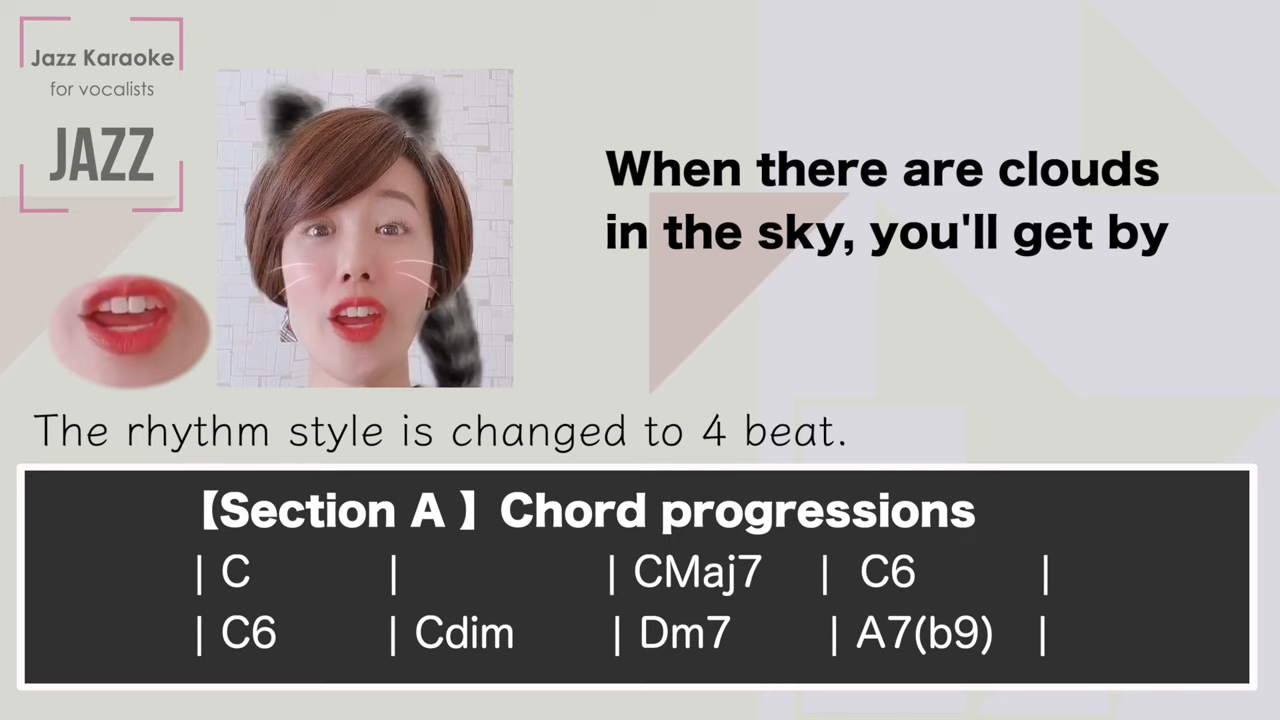 Jazz Karaoke
for vocalists
JAZZ
When there are clouds
in the sky, you'll get by
The rhythm style is changed to 4 beat.
【Section A 】Chord progressions
| C | | CMaj7 | C6 |
| C6 | Cdim | Dm7 | A7(b9) |